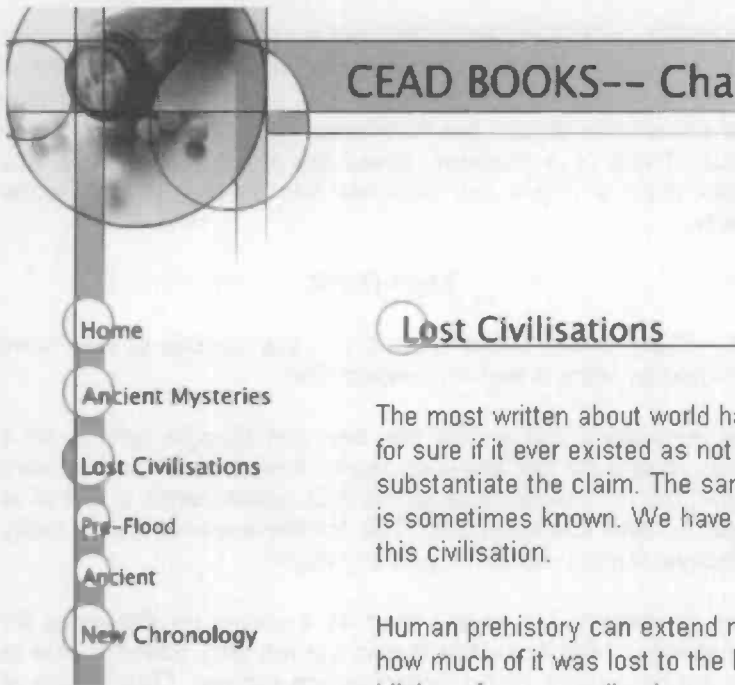 CEAD BOOKS-- Cha
Home
Ancient Mysteries
Lost Civilisations
Pre-Flood
Ancient
New Chronology
Lost Civilisations
The most written about world ha
for sure if it ever existed as not
substantiate the claim. The sar
is sometimes known. We have
this civilisation.
Human prehistory can extend r
how much of it was lost to the